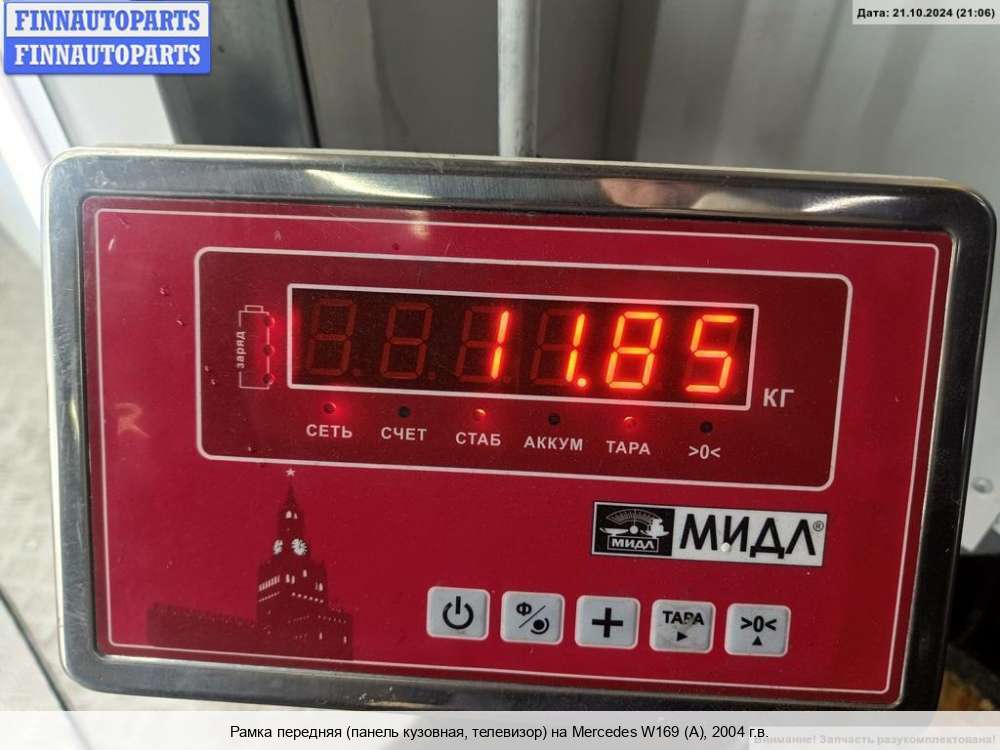 FINNAUTOPARTS
FINNAUTOPARTS
Дата: 21.10.2024 (21:06)
заряд
11.85
КГ
СЕТЬ СЧЕТ СТАБ АККУМ ТАРА >0<
МИДЛ МИДЛ®
Ф ТАРА >0<
R
Рамка передняя (панель кузовная, телевизор) на Mercedes W169 (A), 2004 г.в.
Внимание! Запчасть разукомплектована!